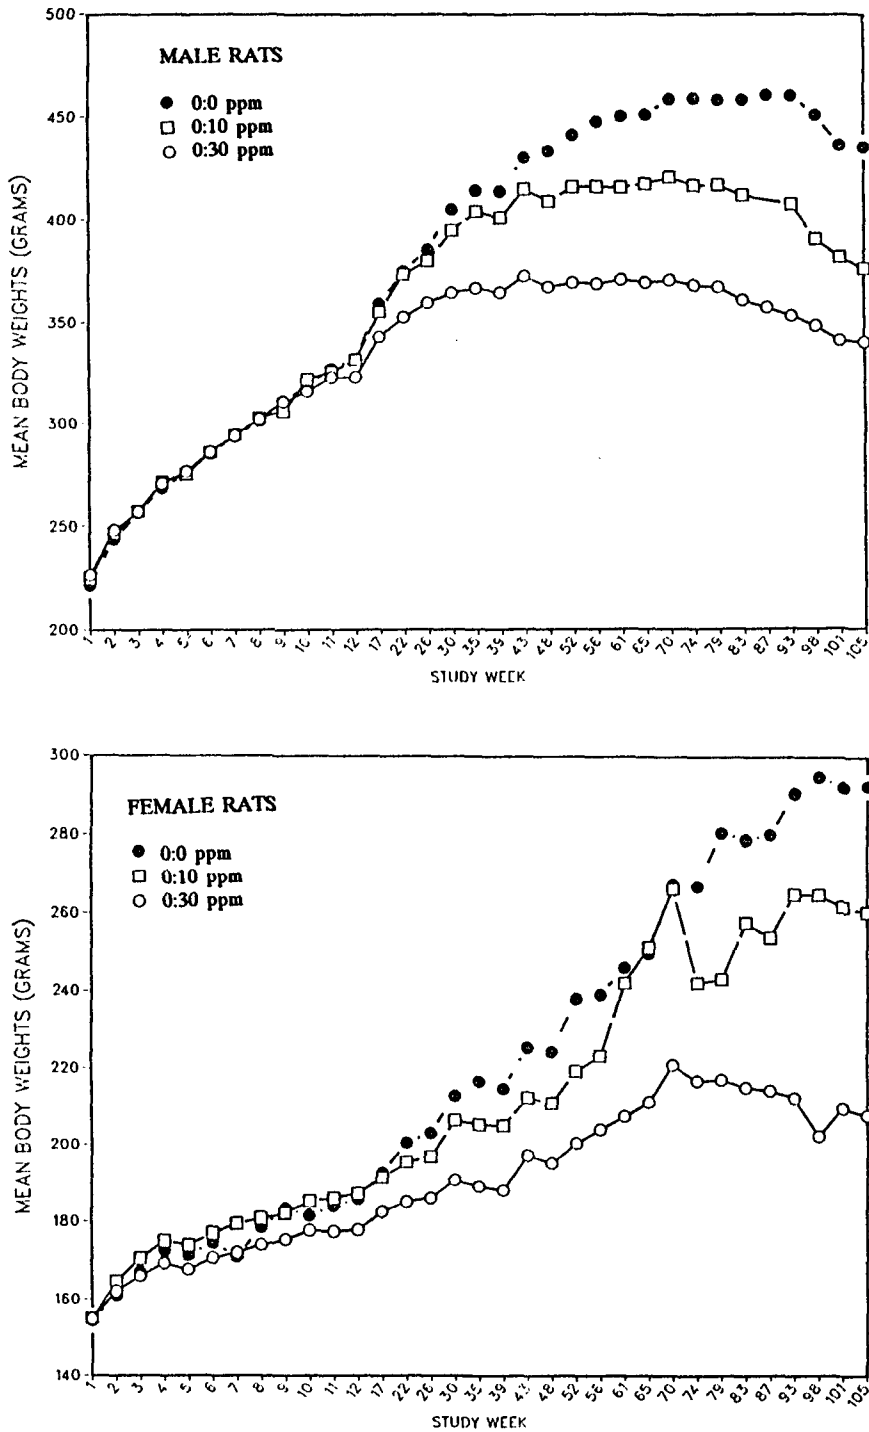 500
450
400
350
300
250
200
MEAN BODY WEIGHTS (GRAMS)
MALE RATS
● 0:0 ppm
□ 0:10 ppm
○ 0:30 ppm
1 2 3 4 5 6 7 8 9 10 11 12 17 22 26 30 35 39 43 48 52 56 61 65 70 74 79 83 87 93 98 101 105
STUDY WEEK
300
280
260
240
220
200
180
160
140
MEAN BODY WEIGHTS (GRAMS)
FEMALE RATS
● 0:0 ppm
□ 0:10 ppm
○ 0:30 ppm
1 2 3 4 5 6 7 8 9 10 11 12 17 22 26 30 35 39 43 48 52 56 61 65 70 74 79 83 87 93 98 101 105
STUDY WEEK